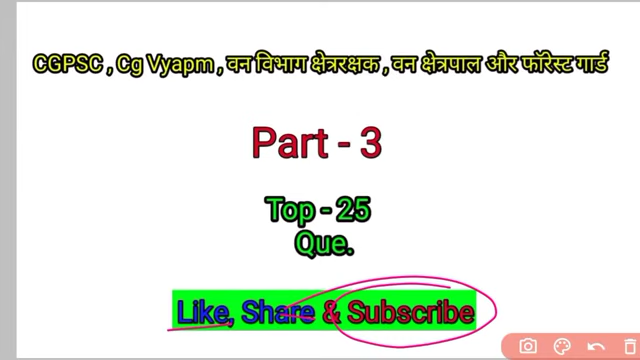 CGPSC , Cg Vyapm , वन विभाग क्षेत्ररक्षक , वन क्षेत्रपाल और फॉरेस्ट गार्ड
Part - 3
Top - 25
Que.
Like, Share & Subscribe